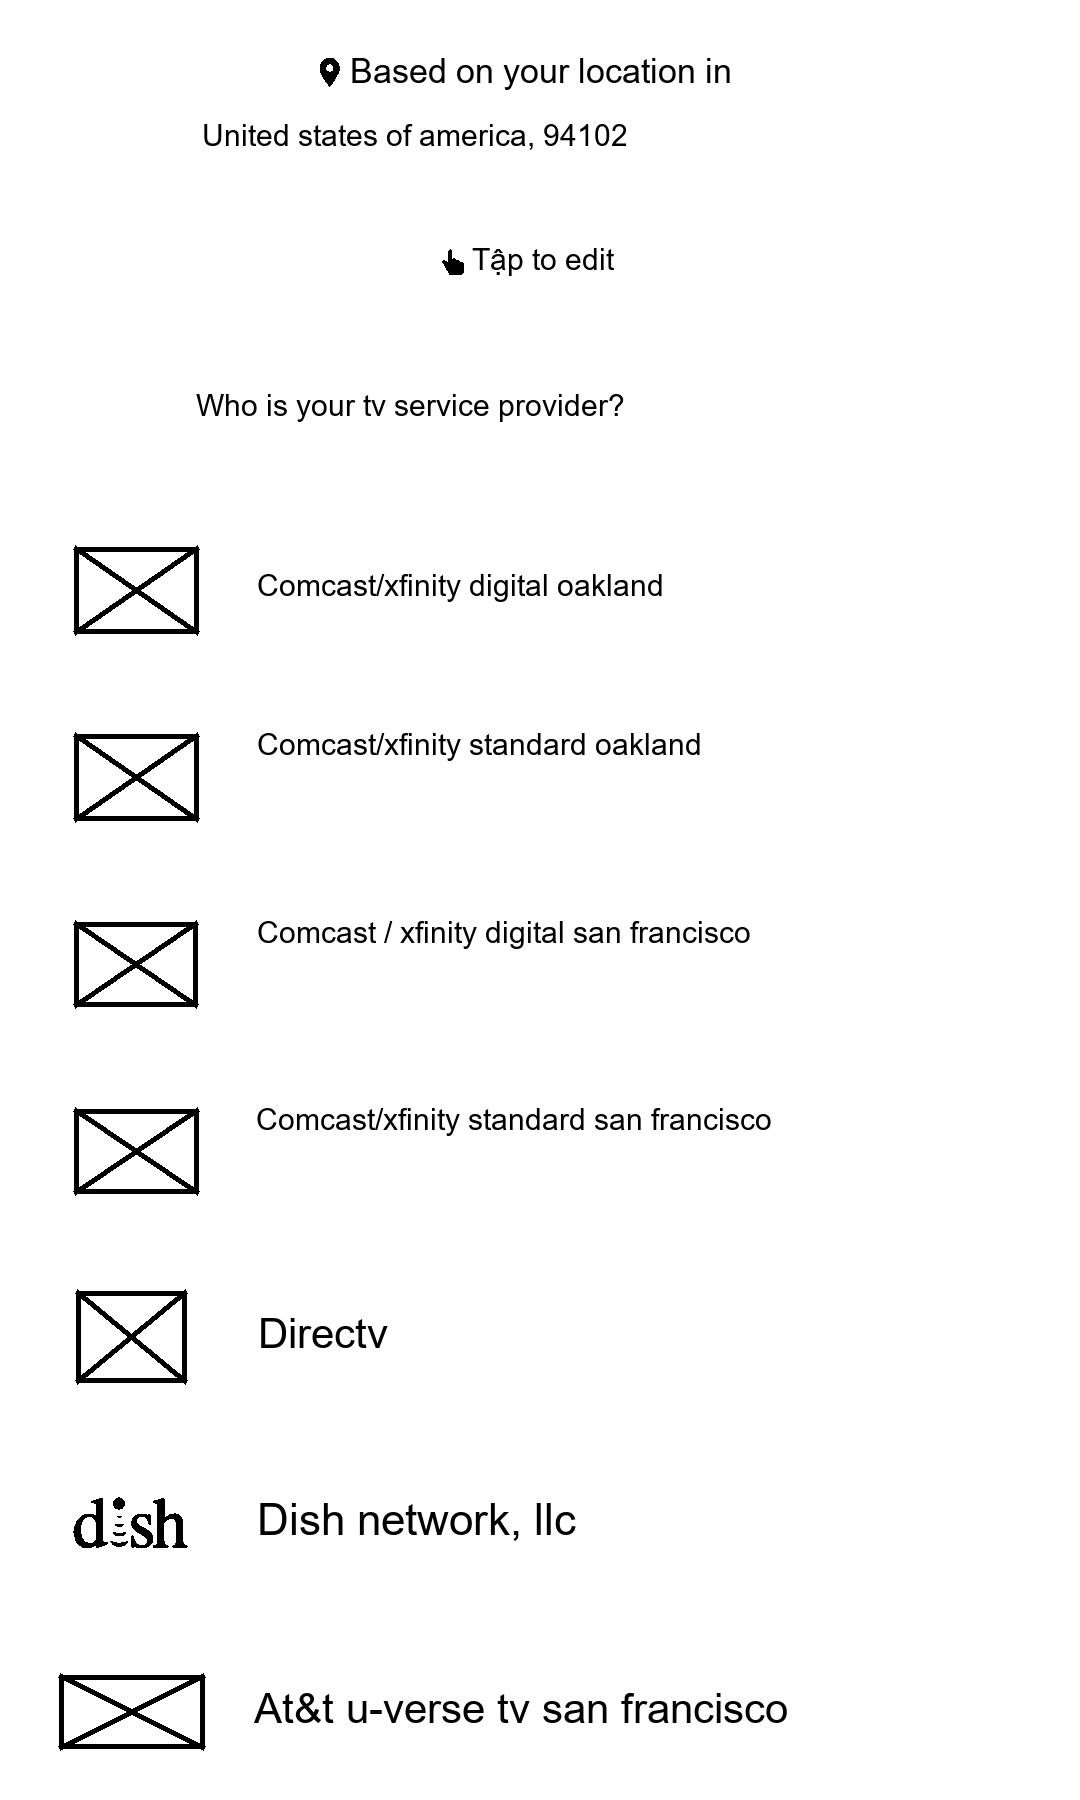 Based on your location in
United states of america, 94102
Tập to edit
Who is your tv service provider?
Comcast/xfinity digital oakland
Comcast/xfinity standard oakland
Comcast / xfinity digital san francisco
Comcast/xfinity standard san francisco
Directv
dish Dish network, llc
At&t u-verse tv san francisco